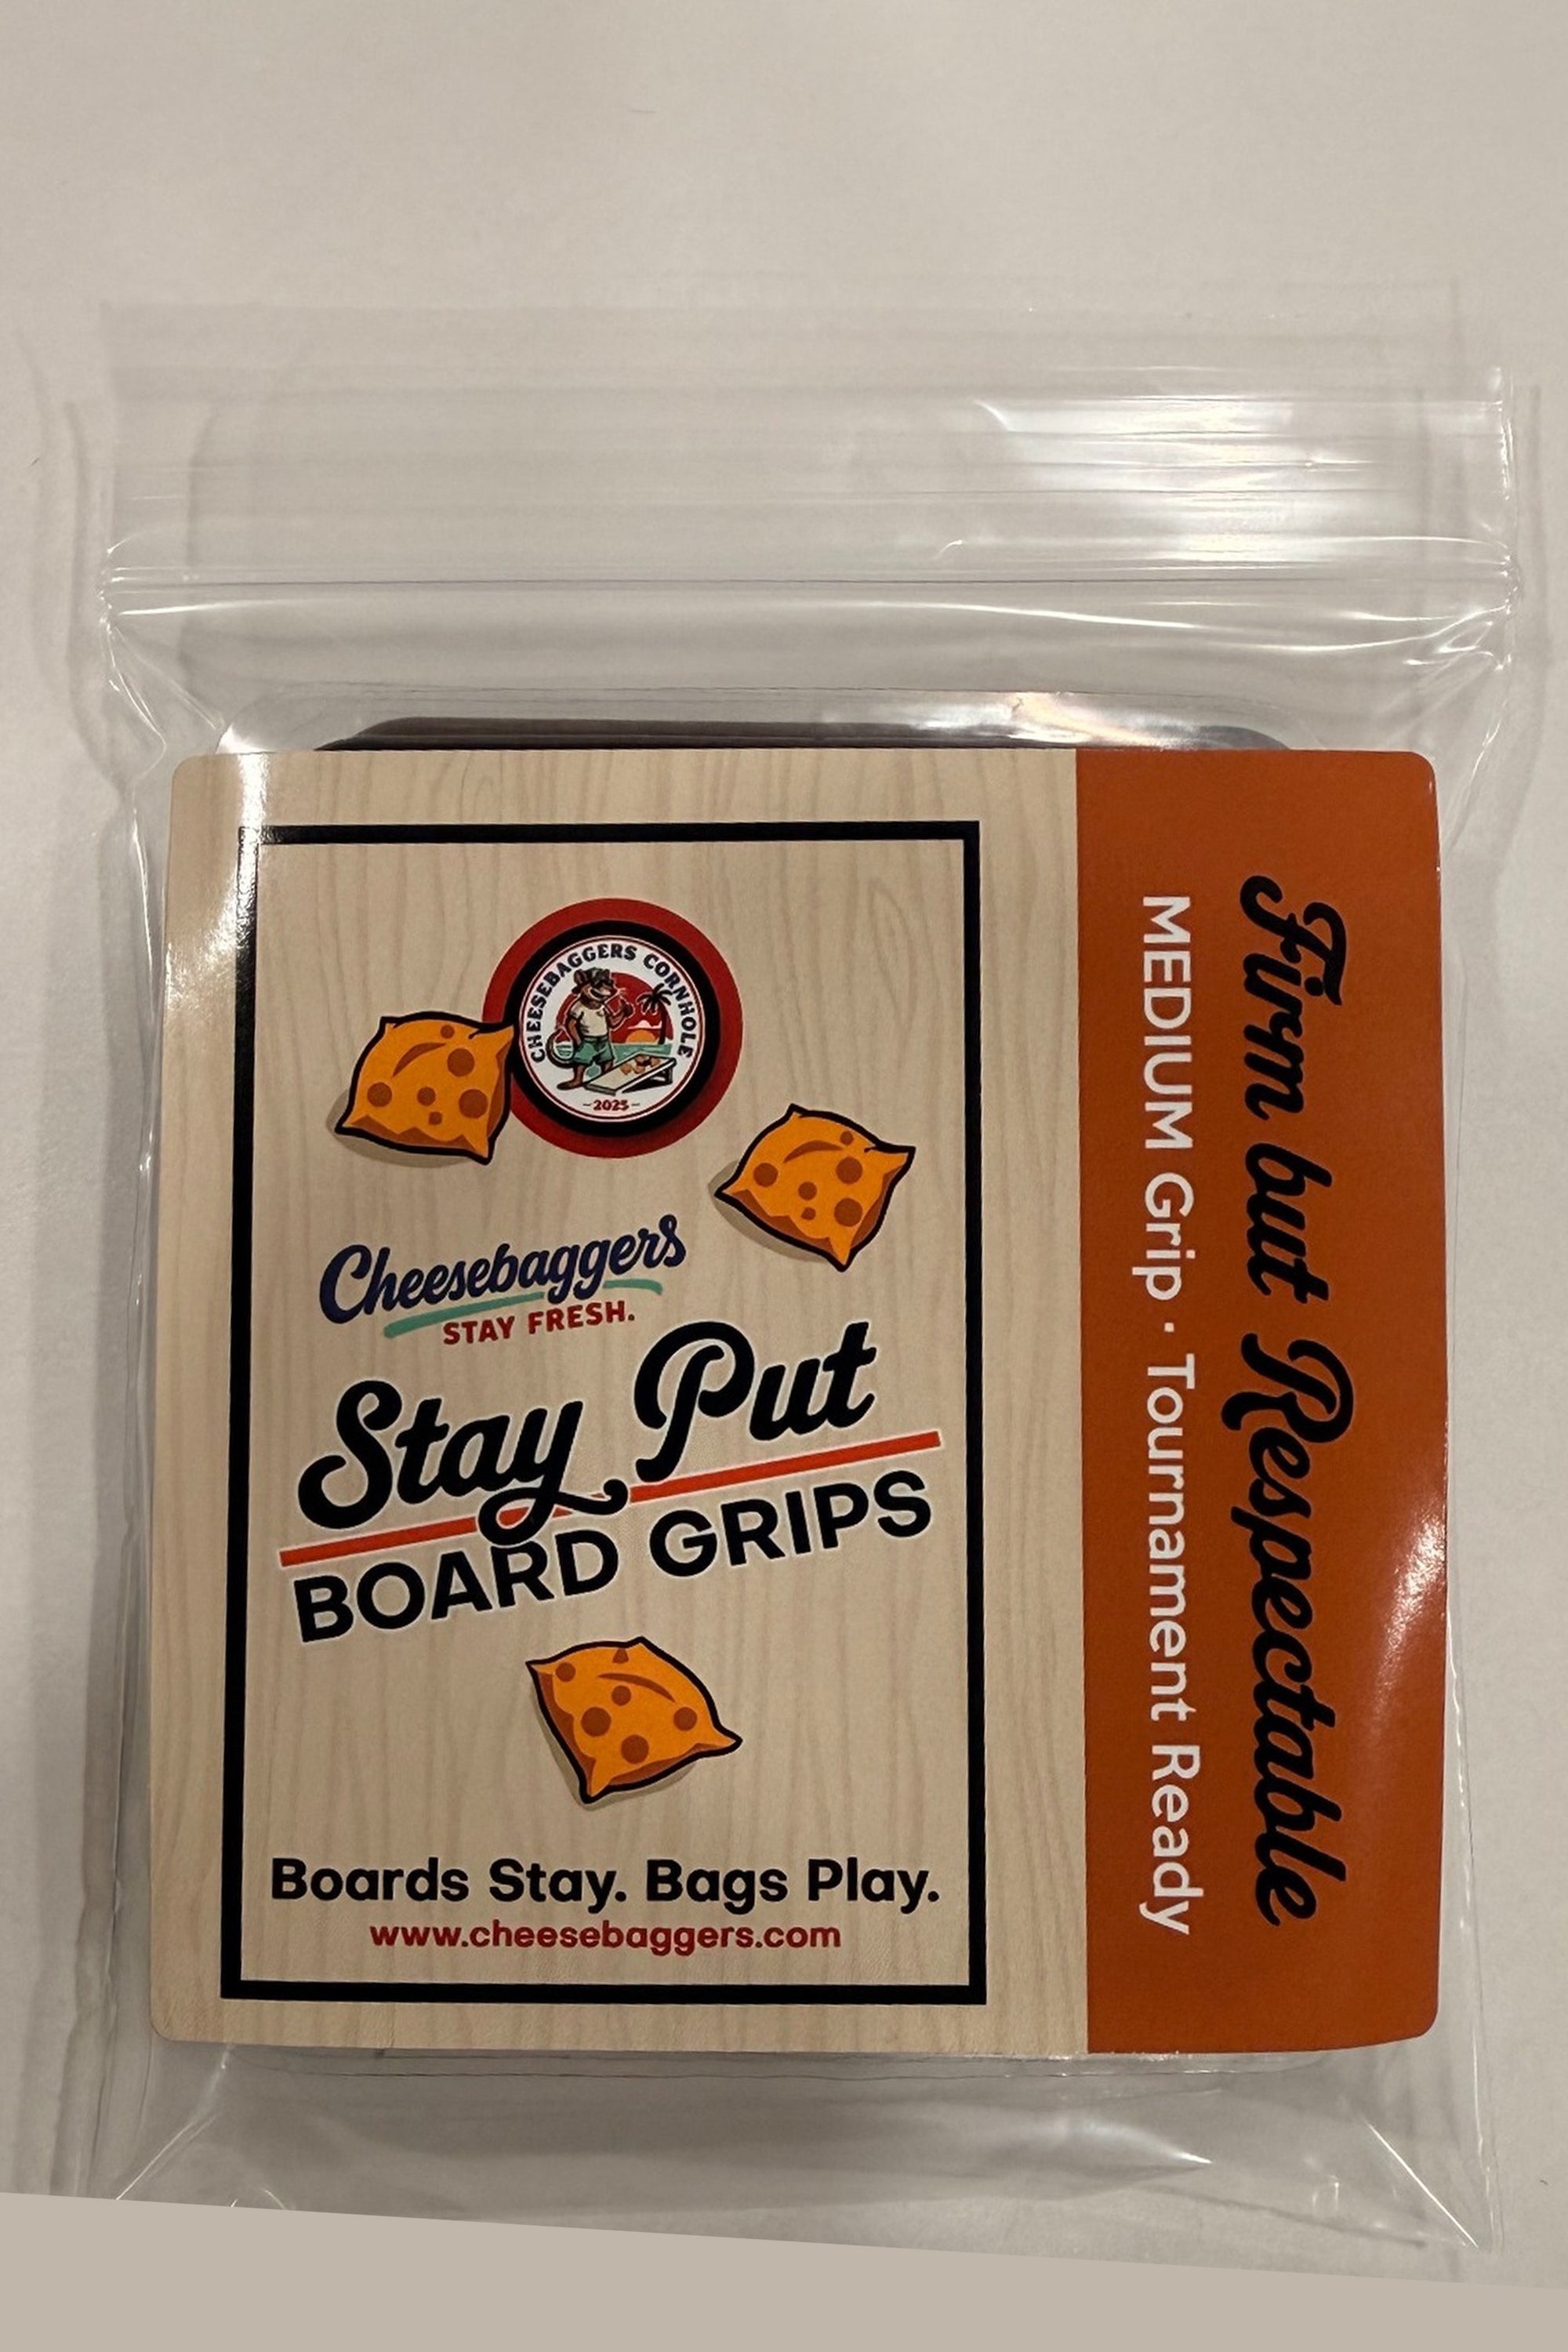 CHEESEBAGGERS CORNHOLE
-2025-
Cheesebaggers
STAY FRESH.
Stay Put
BOARD GRIPS
Boards Stay. Bags Play.
www.cheesebaggers.com
Firm but Respectable
MEDIUM Grip · Tournament Ready